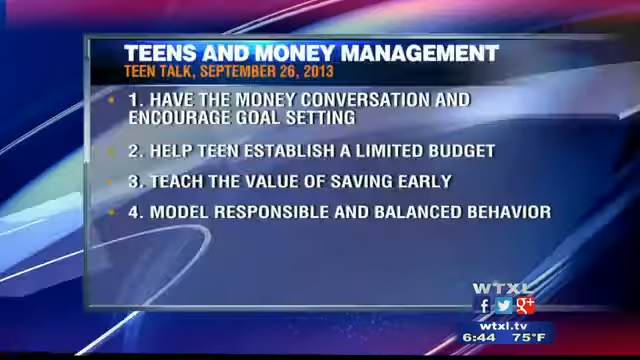 TEENS AND MONEY MANAGEMENT
TEEN TALK, SEPTEMBER 26, 2013
• 1. HAVE THE MONEY CONVERSATION AND
ENCOURAGE GOAL SETTING
• 2. HELP TEEN ESTABLISH A LIMITED BUDGET
• 3. TEACH THE VALUE OF SAVING EARLY
• 4. MODEL RESPONSIBLE AND BALANCED BEHAVIOR
WTXL
f g+
wtxl.tv
6:44 75°F